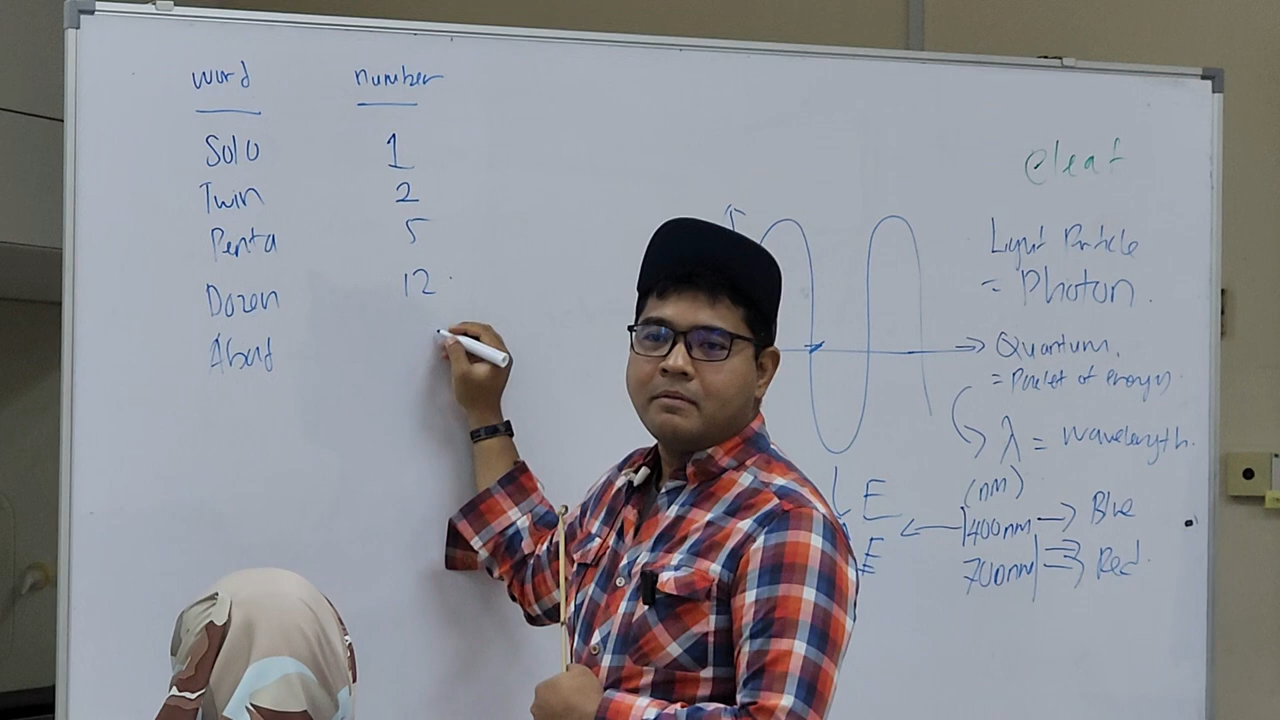 word number
Solo 1
Twin 2
Penta 5
Dozen 12
eleaf
Light Particle
= Photon.
Quantum.
= Packet of energy
λ = wavelength.
(nm)
E
400nm → Blue
E
700nm → Red.